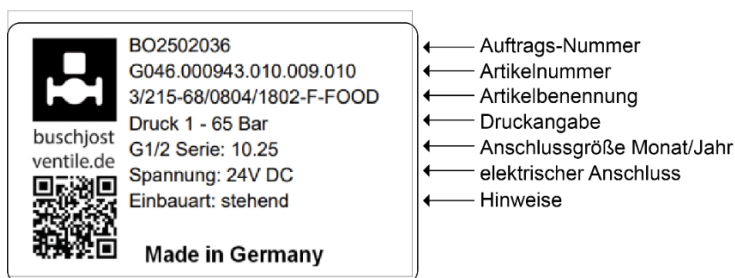 BO2502036
G046.000943.010.009.010
3/215-68/0804/1802-F-FOOD
Druck 1 - 65 Bar
G1/2 Serie: 10.25
Spannung: 24V DC
Einbauart: stehend
buschjost
ventile.de
Made in Germany
Auftrags-Nummer
Artikelnummer
Artikelbenennung
Druckangabe
Anschlussgröße Monat/Jahr
elektrischer Anschluss
Hinweise